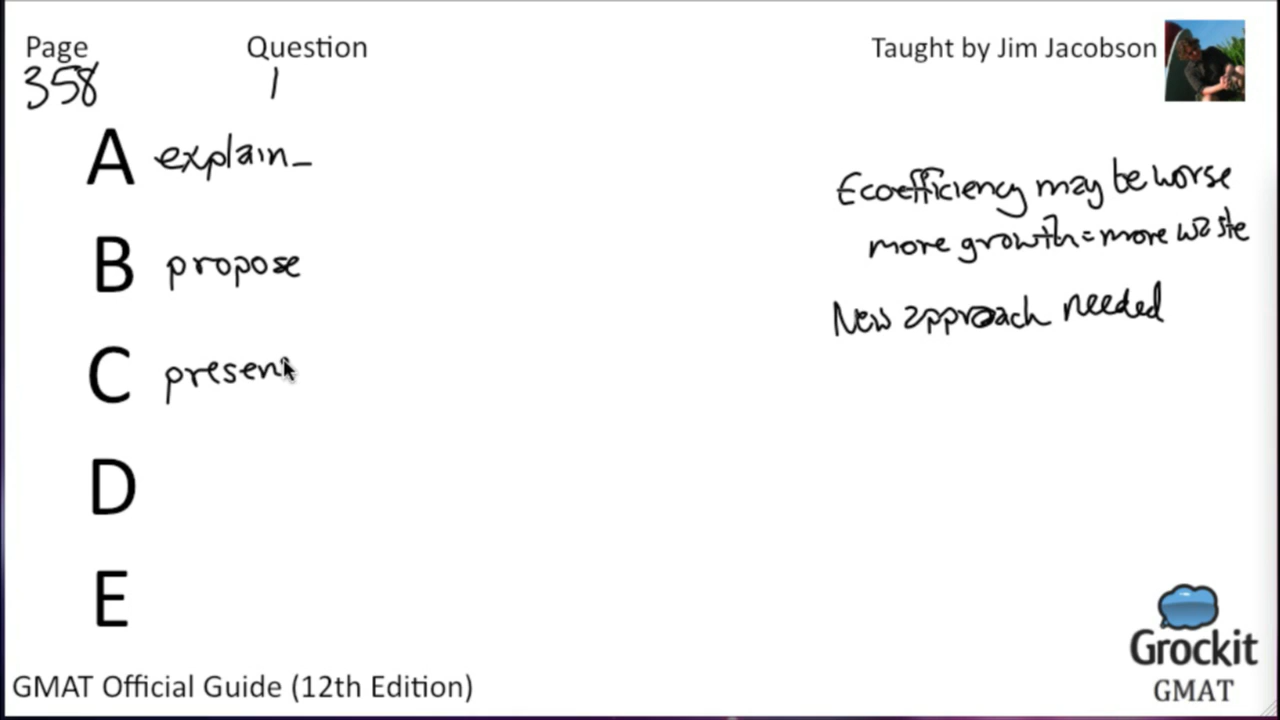 Page Question Taught by Jim Jacobson
358 1
A explain_
B propose
C present
D
E
Ecoefficiency may be worse
more growth = more waste
New approach needed
Grockit
GMAT
GMAT Official Guide (12th Edition)